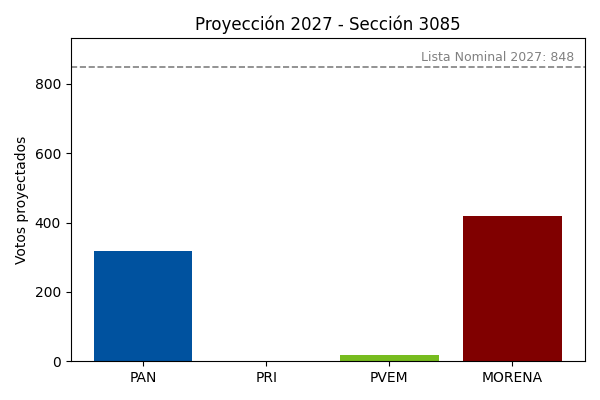 Proyección 2027 - Sección 3085
Lista Nominal 2027: 848
Votos proyectados
800
600
400
200
0
PAN
PRI
PVEM
MORENA